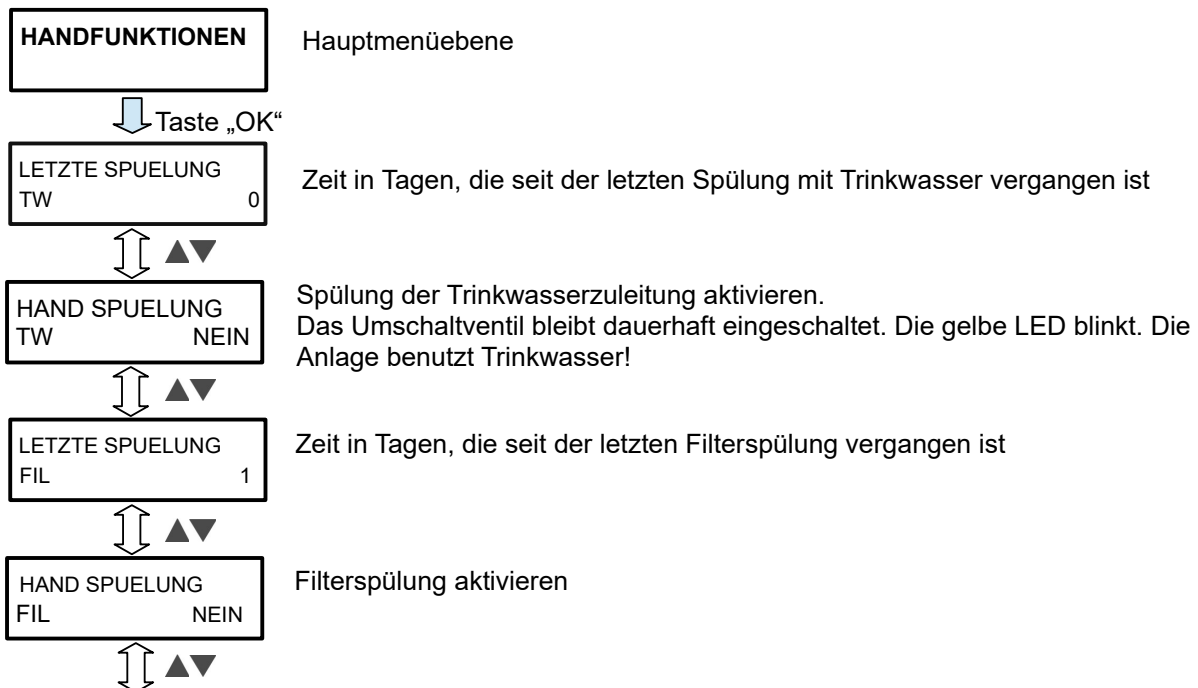 HANDFUNKTIONEN
Hauptmenüebene
Taste „OK“
LETZTE SPUELUNG
TW 0
Zeit in Tagen, die seit der letzten Spülung mit Trinkwasser vergangen ist
▲▼
HAND SPUELUNG
TW NEIN
Spülung der Trinkwasserzuleitung aktivieren.
Das Umschaltventil bleibt dauerhaft eingeschaltet. Die gelbe LED blinkt. Die
Anlage benutzt Trinkwasser!
▲▼
LETZTE SPUELUNG
FIL 1
Zeit in Tagen, die seit der letzten Filterspülung vergangen ist
▲▼
HAND SPUELUNG
FIL NEIN
Filterspülung aktivieren
▲▼